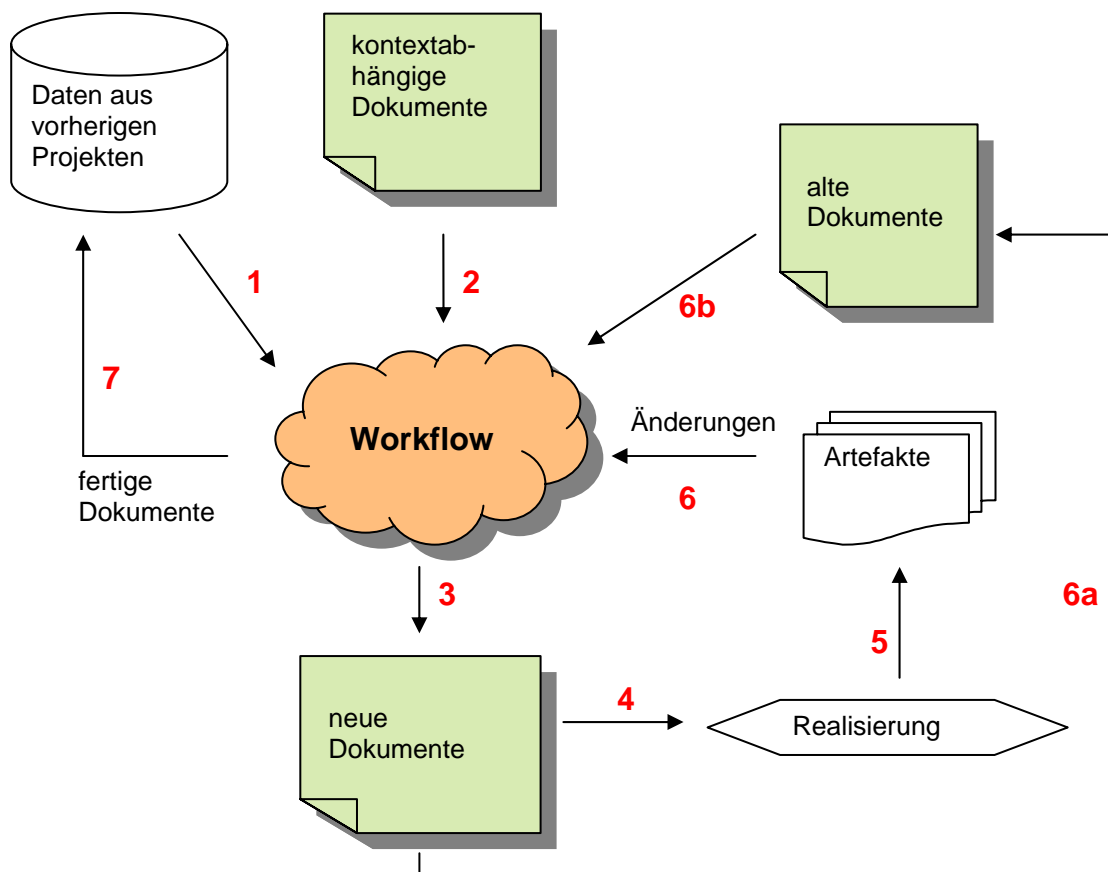 kontextab-
hängige
Dokumente
Daten aus
vorherigen
Projekten
alte
Dokumente
1
2
6b
7
Workflow
Änderungen
Artefakte
fertige
Dokumente
6
3
6a
5
neue
Dokumente
4
Realisierung